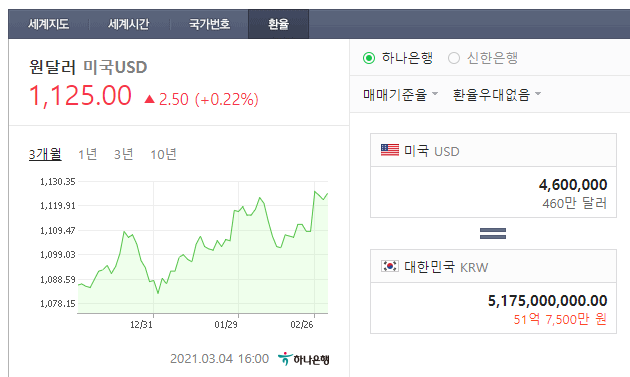 세계지도 세계시간 국가번호 환율
원달러 미국USD
1,125.00 ▲ 2.50 (+0.22%)
3개월 1년 3년 10년
1,130.35
1,119.91
1,109.47
1,099.03
1,088.59
1,078.15
12/31 01/29 02/26
2021.03.04 16:00 하나은행
하나은행 신한은행
매매기준율 환율우대없음
미국 USD
4,600,000
460만 달러
대한민국 KRW
5,175,000,000.00
51억 7,500만 원